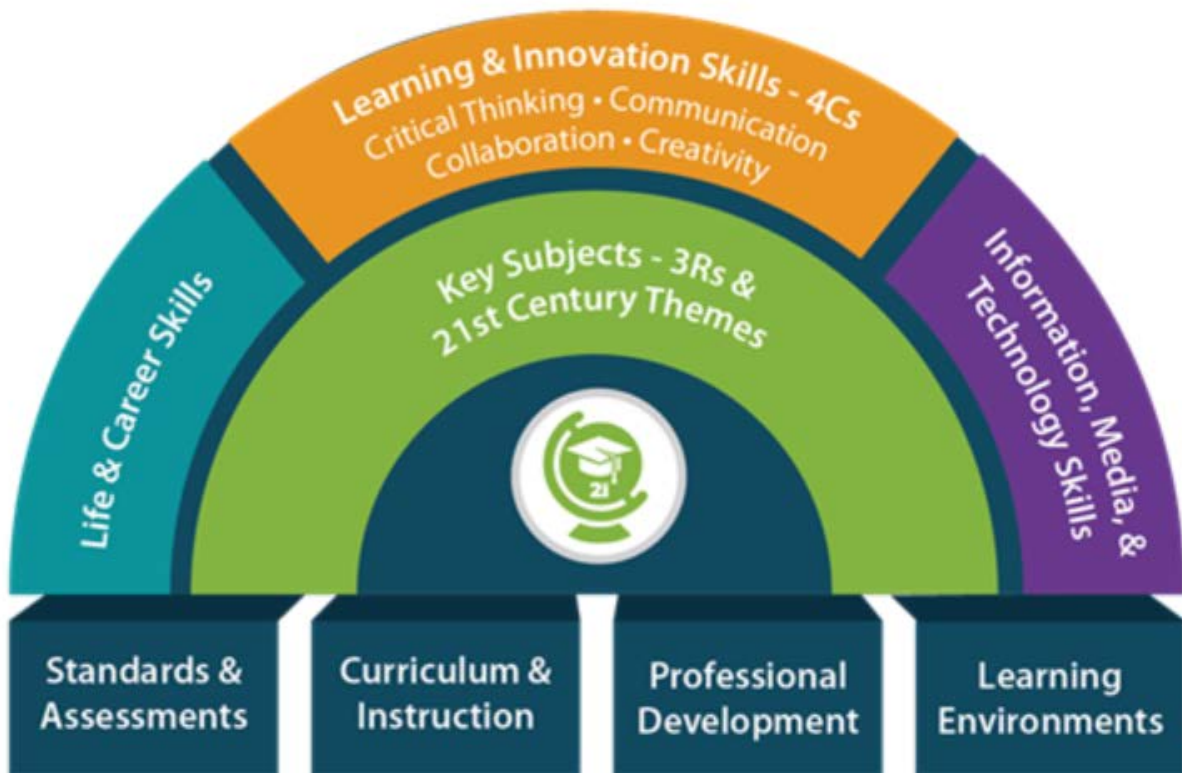 Learning & Innovation Skills - 4Cs
Critical Thinking • Communication
Collaboration • Creativity
Life & Career Skills
Key Subjects - 3Rs &
21st Century Themes
Information, Media, &
Technology Skills
21
Standards &
Assessments
Curriculum &
Instruction
Professional
Development
Learning
Environments